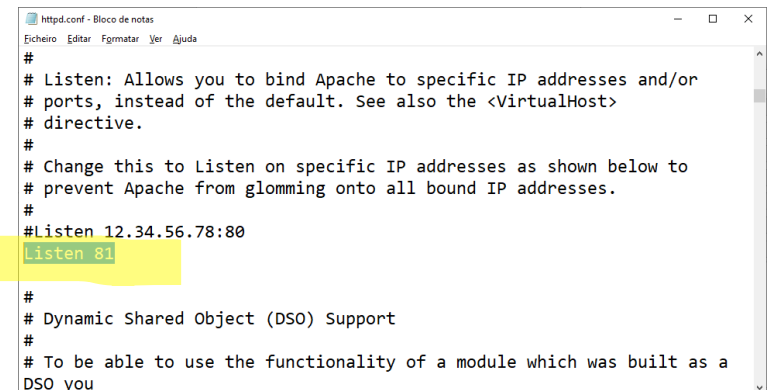 httpd.conf - Bloco de notas
Ficheiro Editar Formatar Ver Ajuda
#
# Listen: Allows you to bind Apache to specific IP addresses and/or
# ports, instead of the default. See also the <VirtualHost>
# directive.
#
# Change this to Listen on specific IP addresses as shown below to
# prevent Apache from glomming onto all bound IP addresses.
#
#Listen 12.34.56.78:80
Listen 81
#
# Dynamic Shared Object (DSO) Support
#
# To be able to use the functionality of a module which was built as a
DSO you